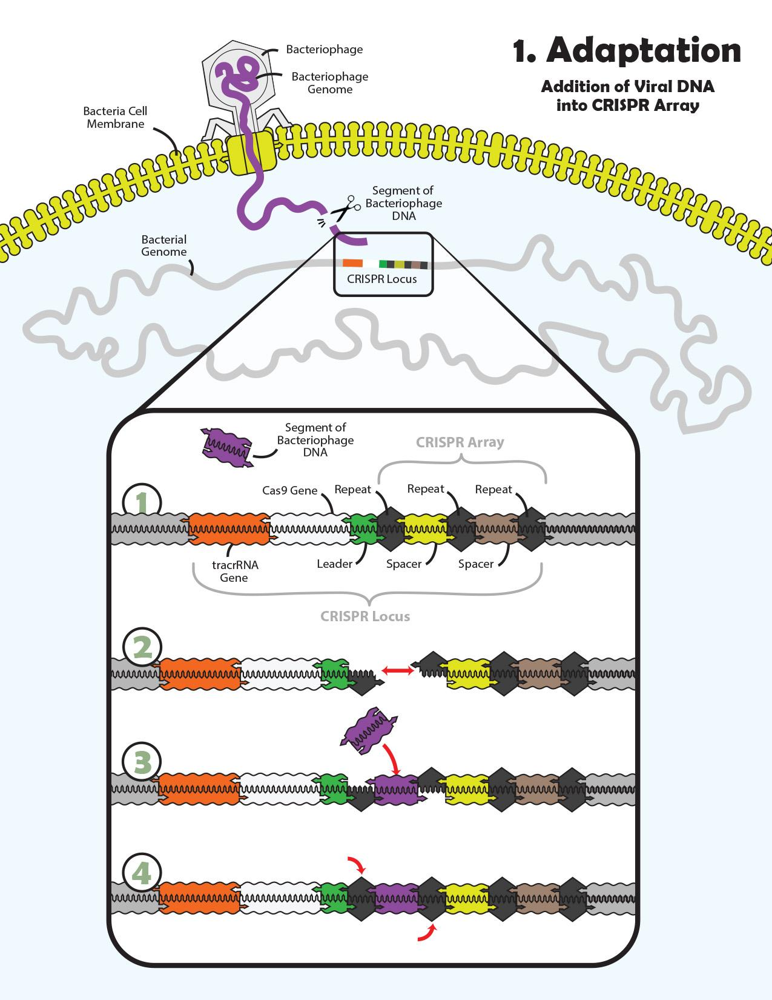 1. Adaptation
Addition of Viral DNA
into CRISPR Array
Bacteriophage
Bacteriophage
Genome
Bacteria Cell
Membrane
Segment of
Bacteriophage
DNA
Bacterial
Genome
CRISPR Locus
Segment of
Bacteriophage
DNA
CRISPR Array
1
Cas9 Gene
Repeat
Repeat
Repeat
tracrRNA
Gene
Leader
Spacer
Spacer
CRISPR Locus
2
3
4